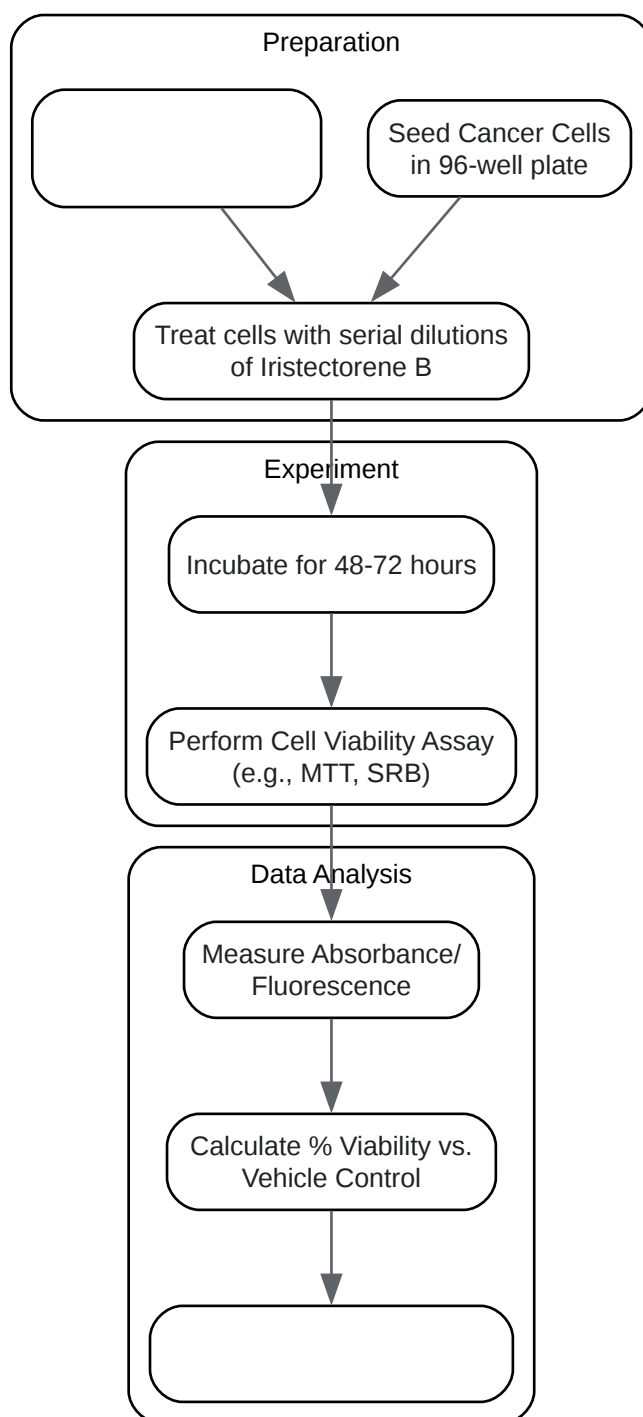 Preparation
Seed Cancer Cells
in 96-well plate
Treat cells with serial dilutions
of Iristectorene B
Experiment
Incubate for 48-72 hours
Perform Cell Viability Assay
(e.g., MTT, SRB)
Data Analysis
Measure Absorbance/
Fluorescence
Calculate % Viability vs.
Vehicle Control